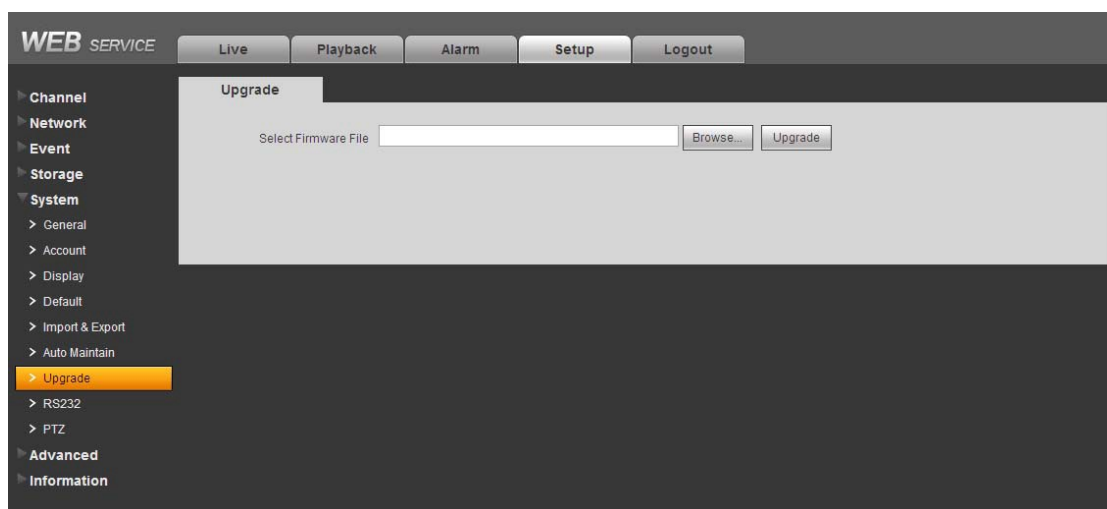 WEB SERVICE
Live Playback Alarm Setup Logout
Channel
Network
Event
Storage
System
> General
> Account
> Display
> Default
> Import & Export
> Auto Maintain
> Upgrade
> RS232
> PTZ
Advanced
Information
Upgrade
Select Firmware File Browse... Upgrade